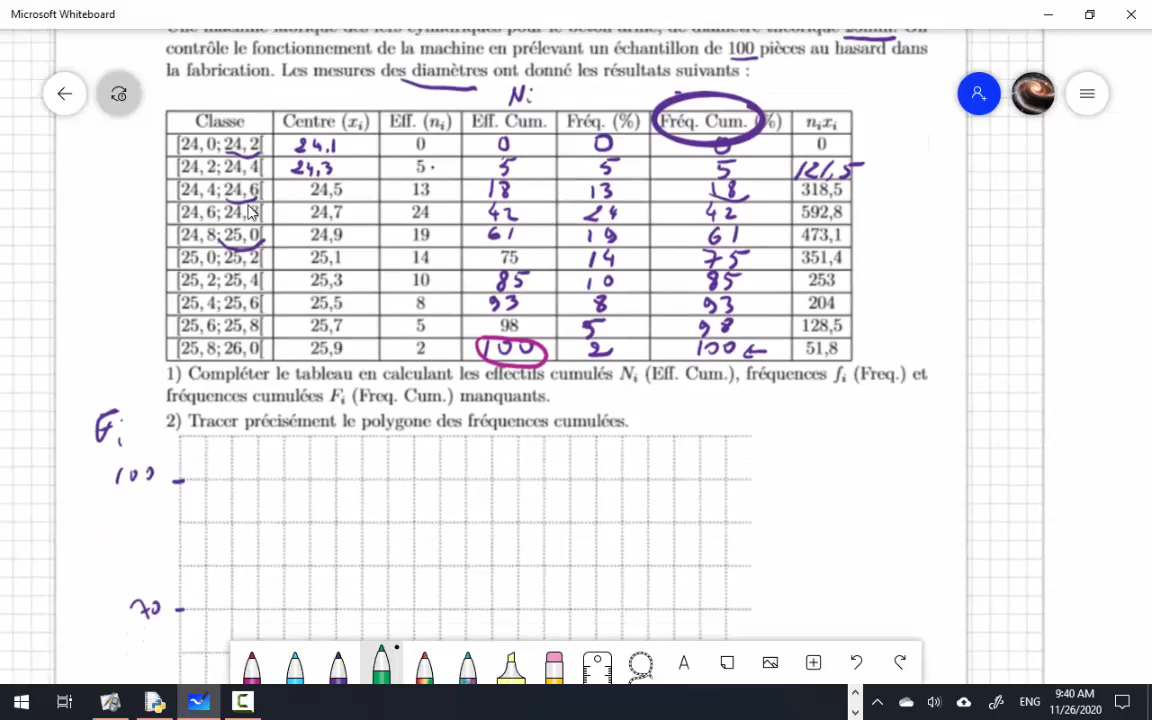 Microsoft Whiteboard
contrôle le fonctionnement de la machine en prélevant un échantillon de 100 pièces au hasard dans
la fabrication. Les mesures des diamètres ont donné les résultats suivants :
Ni
Classe Centre (xi) Eff. (ni) Eff. Cum. Fréq. (%) Fréq. Cum. (%) nixi
[24, 0; 24, 2[ 24,1 0 0 0 0 0
[24, 2; 24, 4[ 24,3 5 5 5 5 121,5
[24, 4; 24, 6[ 24,5 13 18 13 18 318,5
[24, 6; 24, 8[ 24,7 24 42 24 42 592,8
[24, 8; 25, 0[ 24,9 19 61 19 61 473,1
[25, 0; 25, 2[ 25,1 14 75 14 75 351,4
[25, 2; 25, 4[ 25,3 10 85 10 85 253
[25, 4; 25, 6[ 25,5 8 93 8 93 204
[25, 6; 25, 8[ 25,7 5 98 5 98 128,5
[25, 8; 26, 0[ 25,9 2 100 2 100 51,8
1) Compléter le tableau en calculant les effectifs cumulés Ni (Eff. Cum.), fréquences fi (Freq.) et
fréquences cumulées Fi (Freq. Cum.) manquants.
2) Tracer précisément le polygone des fréquences cumulées.
Fi
100
70
ENG
9:40 AM
11/26/2020